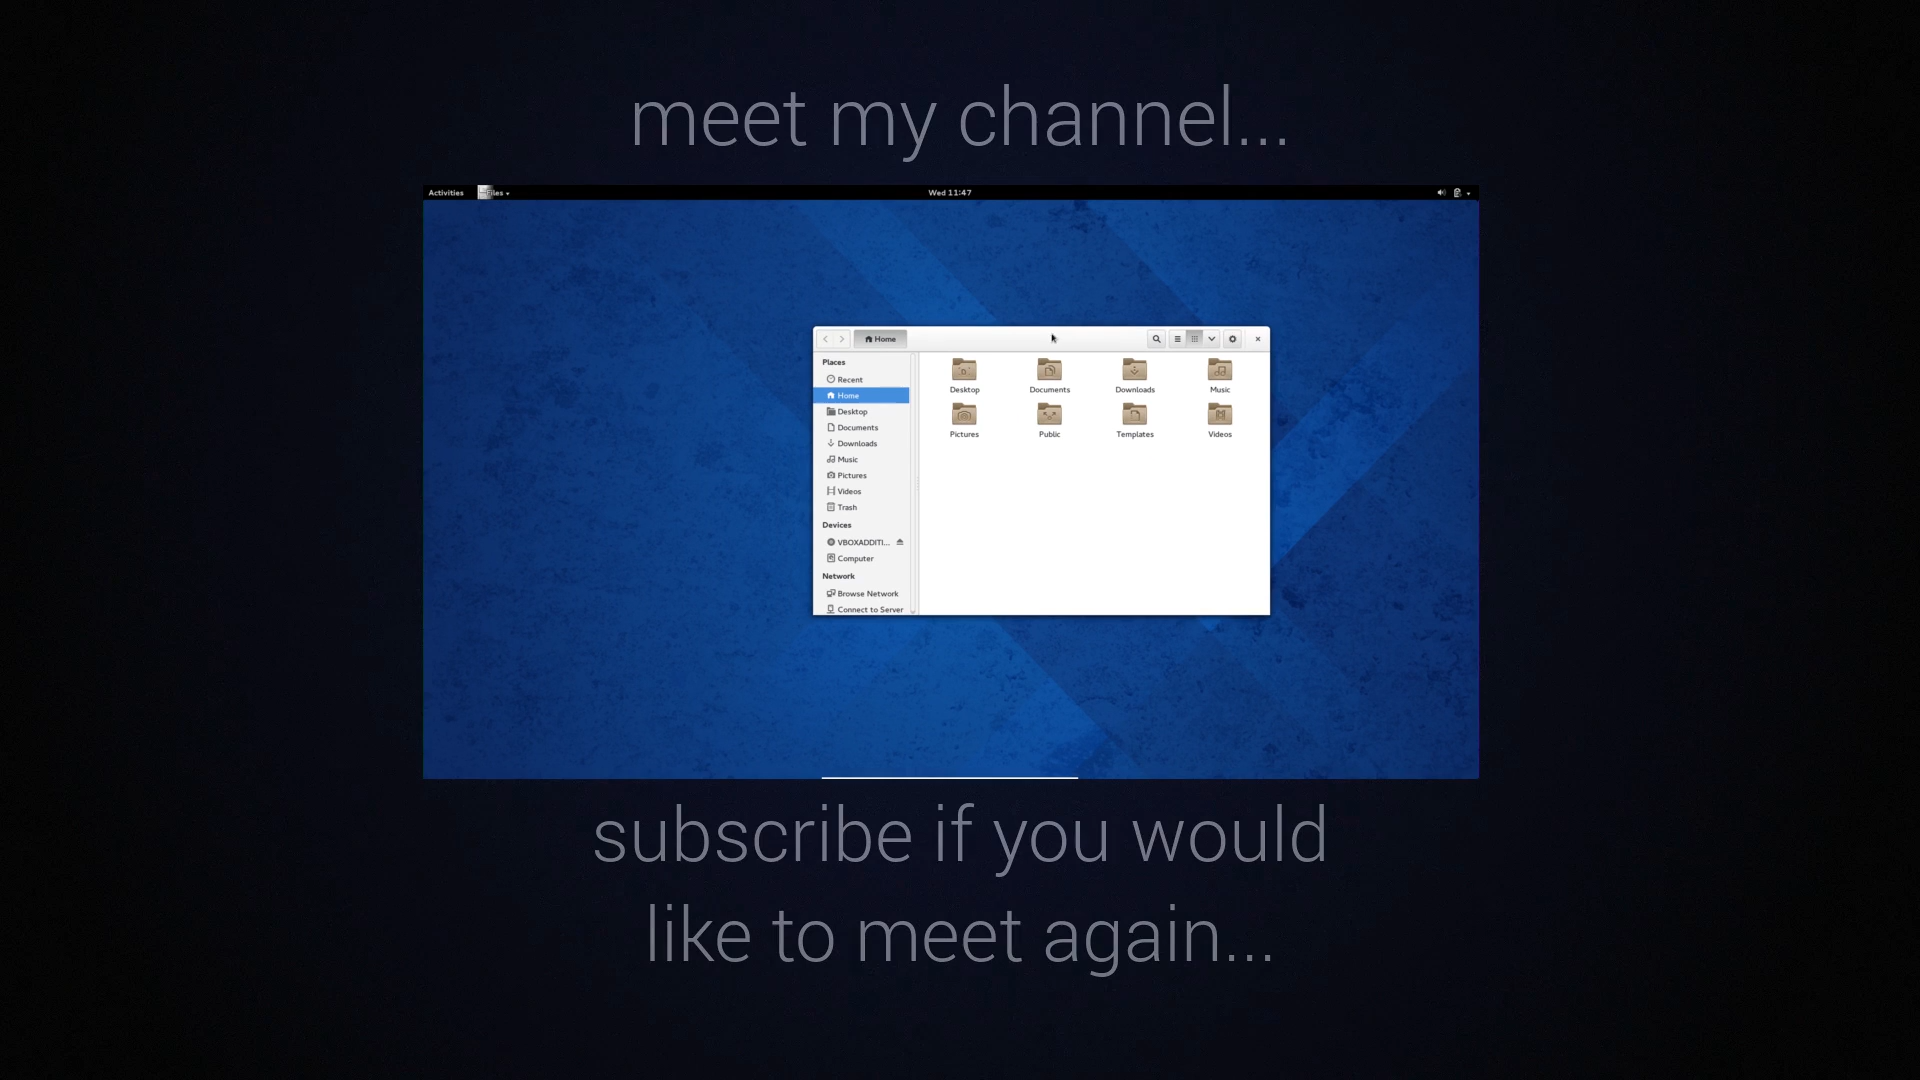 meet my channel...
Activities Files Wed 11:47
Home
Places
Recent
Home
Desktop
Documents
Downloads
Music
Pictures
Videos
Trash
Devices
VBOXADDITI...
Computer
Network
Browse Network
Connect to Server
Desktop Documents Downloads Music
Pictures Public Templates Videos
subscribe if you would
like to meet again...